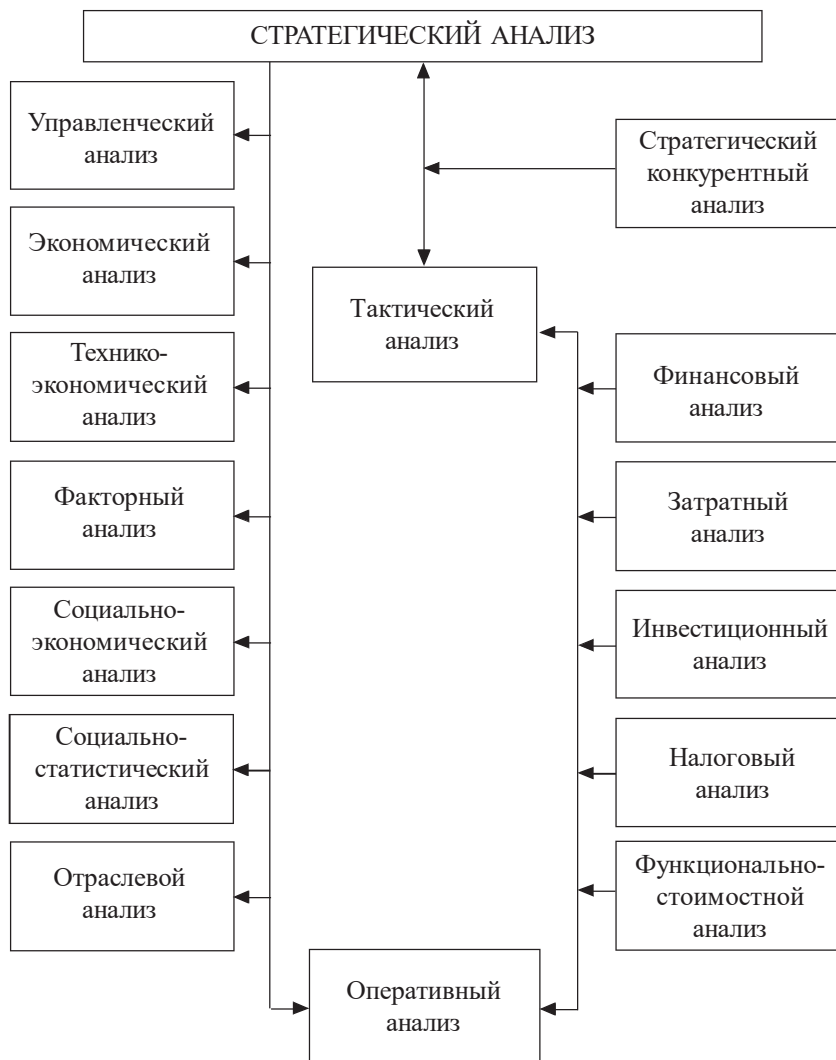 СТРАТЕГИЧЕСКИЙ АНАЛИЗ
Управленческий
анализ
Экономический
анализ
Технико-
экономический
анализ
Факторный
анализ
Социально-
экономический
анализ
Социально-
статистический
анализ
Отраслевой
анализ
Тактический
анализ
Оперативный
анализ
Стратегический
конкурентный
анализ
Финансовый
анализ
Затратный
анализ
Инвестиционный
анализ
Налоговый
анализ
Функционально-
стоимостной
анализ